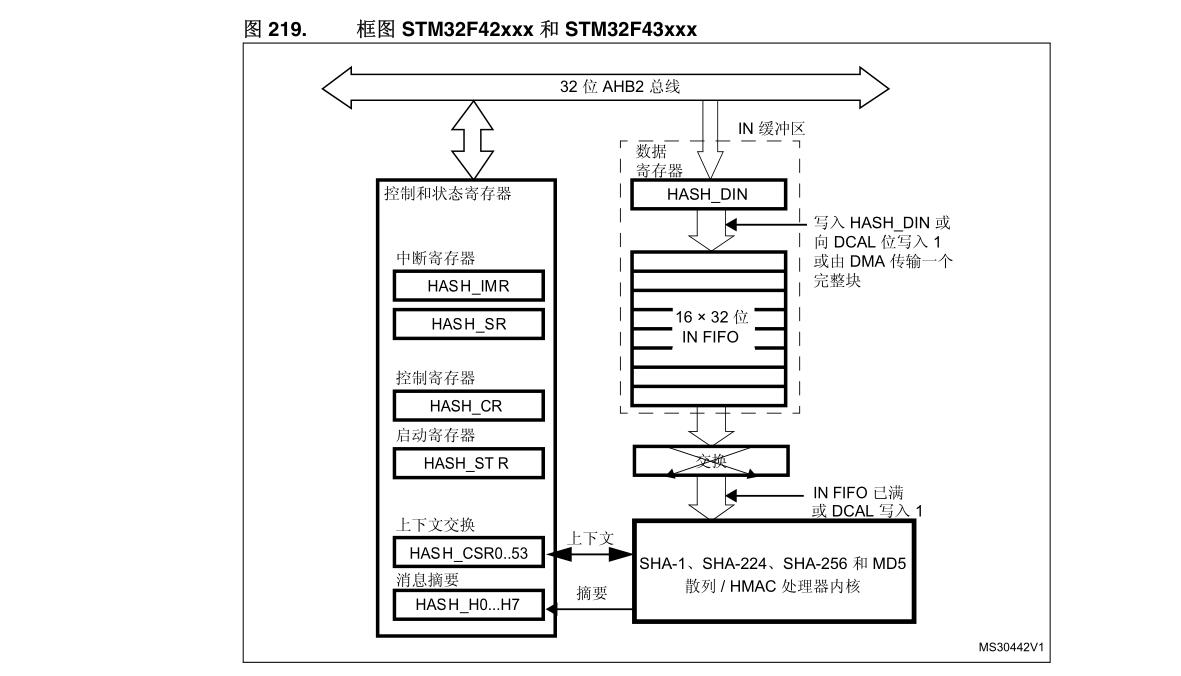 图 219. 框图 STM32F42xxx 和 STM32F43xxx
32 位 AHB2 总线
IN 缓冲区
数据
寄存器
HASH_DIN
写入 HASH_DIN 或
向 DCAL 位写入 1
或由 DMA 传输一个
完整块
16 × 32 位
IN FIFO
交换
IN FIFO 已满
或 DCAL 写入 1
控制和状态寄存器
中断寄存器
HASH_IMR
HASH_SR
控制寄存器
HASH_CR
启动寄存器
HASH_ST R
上下文交换
HASH_CSR0..53
消息摘要
HASH_H0...H7
上下文
摘要
SHA-1、SHA-224、SHA-256 和 MD5
散列 / HMAC 处理器内核
MS30442V1